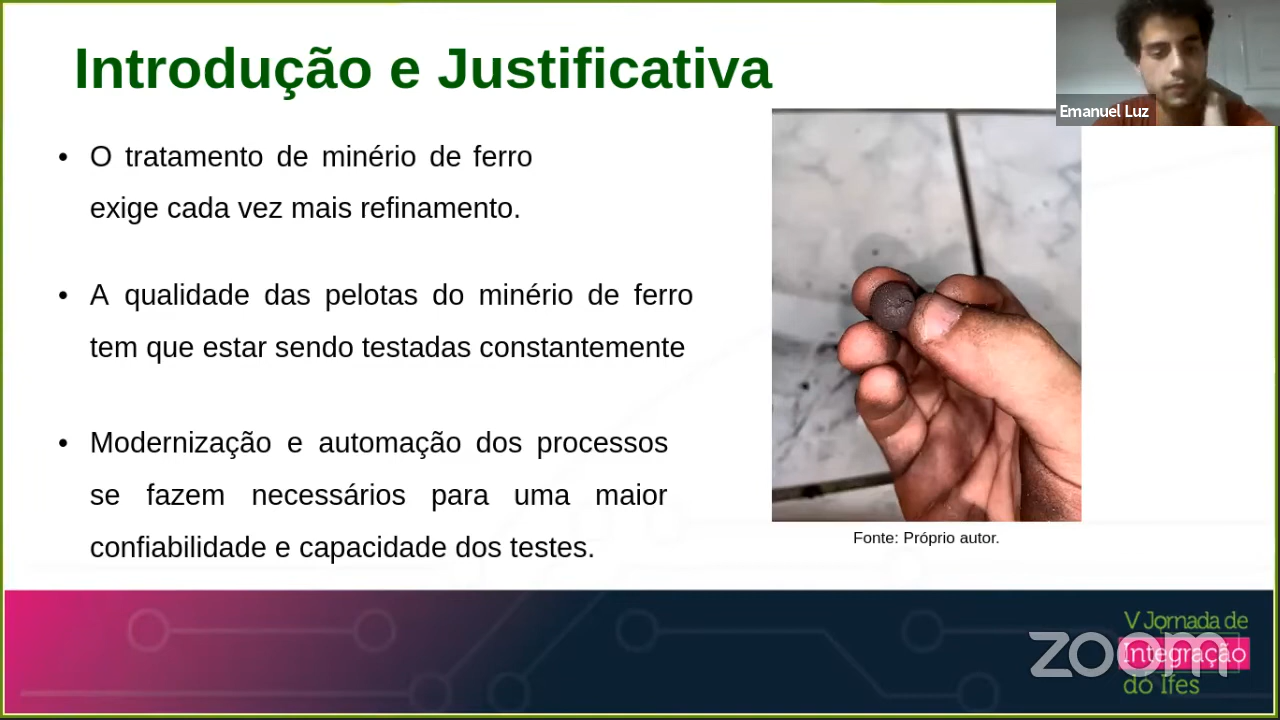 Introdução e Justificativa
Emanuel Luz
• O tratamento de minério de ferro
exige cada vez mais refinamento.
• A qualidade das pelotas do minério de ferro
tem que estar sendo testadas constantemente
• Modernização e automação dos processos
se fazem necessários para uma maior
confiabilidade e capacidade dos testes.
Fonte: Próprio autor.
V Jornada de
Integração
do Ifes
zoom